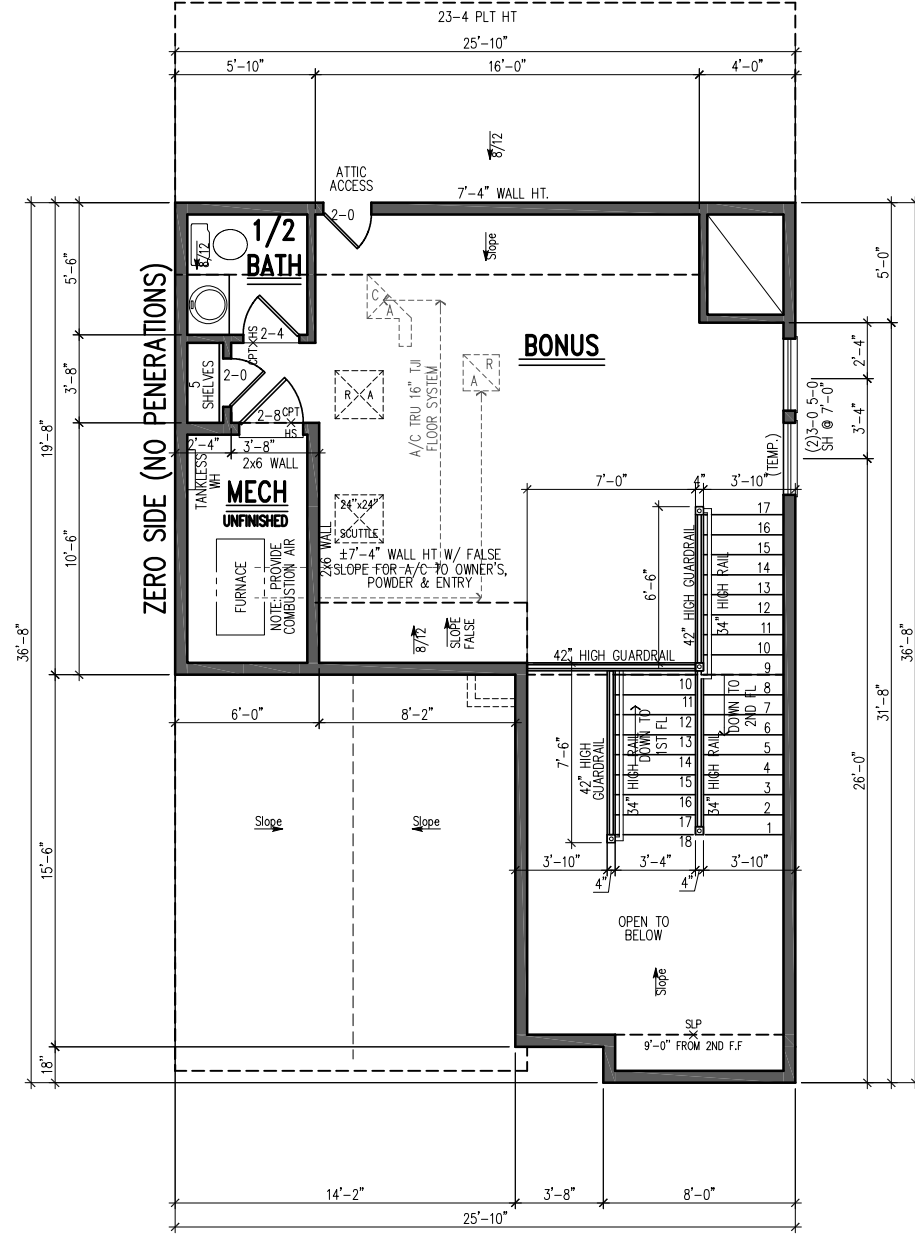 23-4 PLT HT
25'-10"
5'-10"
16'-0"
4'-0"
8/12
ATTIC
ACCESS
7'-4" WALL HT.
2-0
1/2
BATH
8/12
Slope
5'-6"
5'-0"
ZERO SIDE (NO PENERATIONS)
C
A
2-4
CPT
HS
BONUS
2'-4"
3'-8"
5
SHELVES
2-0
R
A
R A
A/C TRU 16" TJI
FLOOR SYSTEM
(2)3-0 5-0
SH @ 7'-0"
3'-4"
2-8
CPT
HS
19'-8"
2'-4"
3'-8"
2x6 WALL
(TEMP.)
TANKLESS
WH
MECH
UNFINISHED
7'-0"
4"
3'-10"
24"x24"
SCUTTLE
2x6 WALL
±7'-4" WALL HT W/ FALSE
SLOPE FOR A/C TO OWNER'S,
POWDER & ENTRY
10'-6"
FURNACE
NOTE: PROVIDE
COMBUSTION AIR
6'-6"
42" HIGH GUARDRAIL
34" HIGH RAIL
17
16
15
14
13
12
11
10
9
8
7
6
5
4
3
2
1
36'-8"
36'-8"
31'-8"
26'-0"
8/12
SLOPE
FALSE
42" HIGH GUARDRAIL
DOWN TO
2ND FL
10
11
12
13
14
15
16
17
18
DOWN TO
1ST FL
34" HIGH RAIL
34" HIGH RAIL
42" HIGH
GUARDRAIL
7'-6"
6'-0"
8'-2"
Slope
Slope
15'-6"
3'-10"
3'-4"
3'-10"
4"
4"
OPEN TO
BELOW
Slope
SLP
9'-0" FROM 2ND F.F
18"
14'-2"
3'-8"
8'-0"
25'-10"